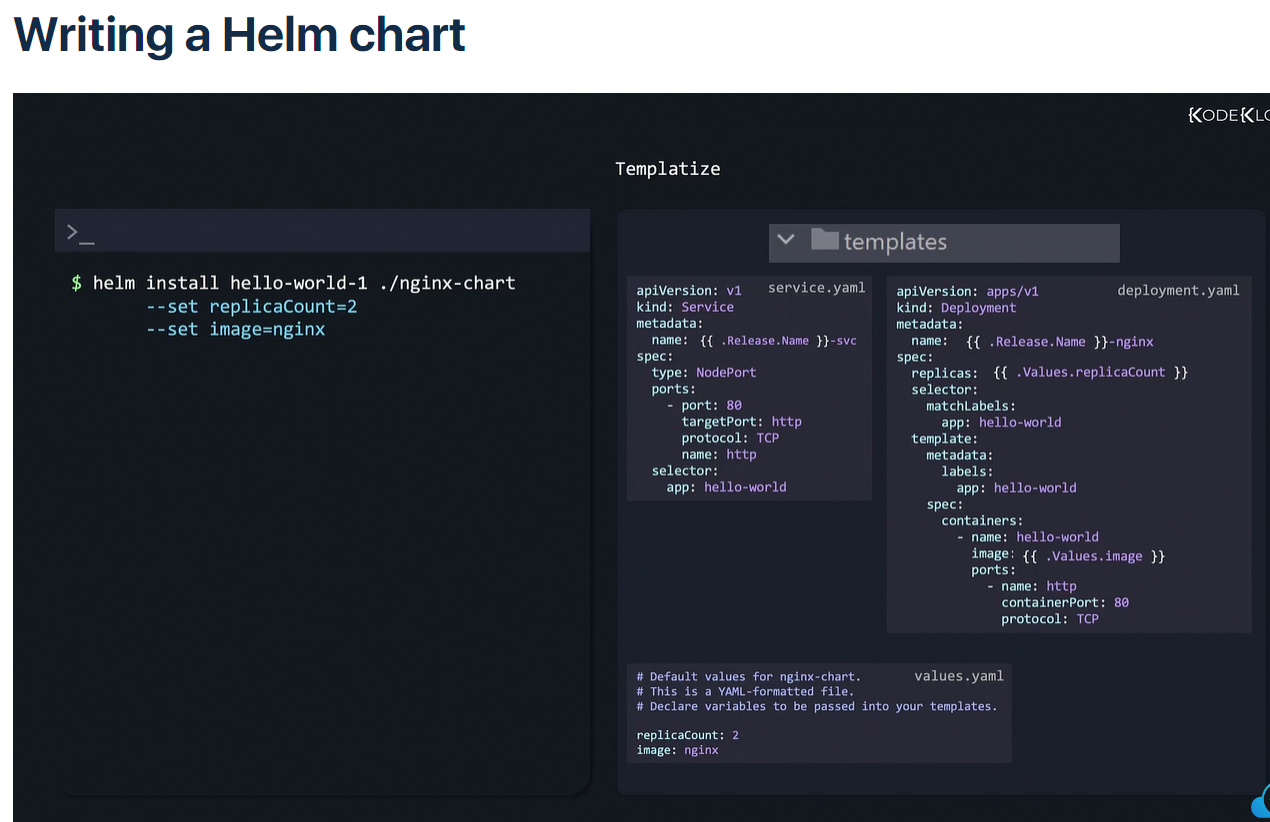 Writing a Helm chart
Templatize
>_
$ helm install hello-world-1 ./nginx-chart
--set replicaCount=2
--set image=nginx
templates
service.yaml
apiVersion: v1
kind: Service
metadata:
  name: {{ .Release.Name }}-svc
spec:
  type: NodePort
  ports:
    - port: 80
      targetPort: http
      protocol: TCP
      name: http
  selector:
    app: hello-world
deployment.yaml
apiVersion: apps/v1
kind: Deployment
metadata:
  name: {{ .Release.Name }}-nginx
spec:
  replicas: {{ .Values.replicaCount }}
  selector:
    matchLabels:
      app: hello-world
  template:
    metadata:
      labels:
        app: hello-world
    spec:
      containers:
        - name: hello-world
          image: {{ .Values.image }}
          ports:
            - name: http
              containerPort: 80
              protocol: TCP
values.yaml
# Default values for nginx-chart.
# This is a YAML-formatted file.
# Declare variables to be passed into your templates.
replicaCount: 2
image: nginx